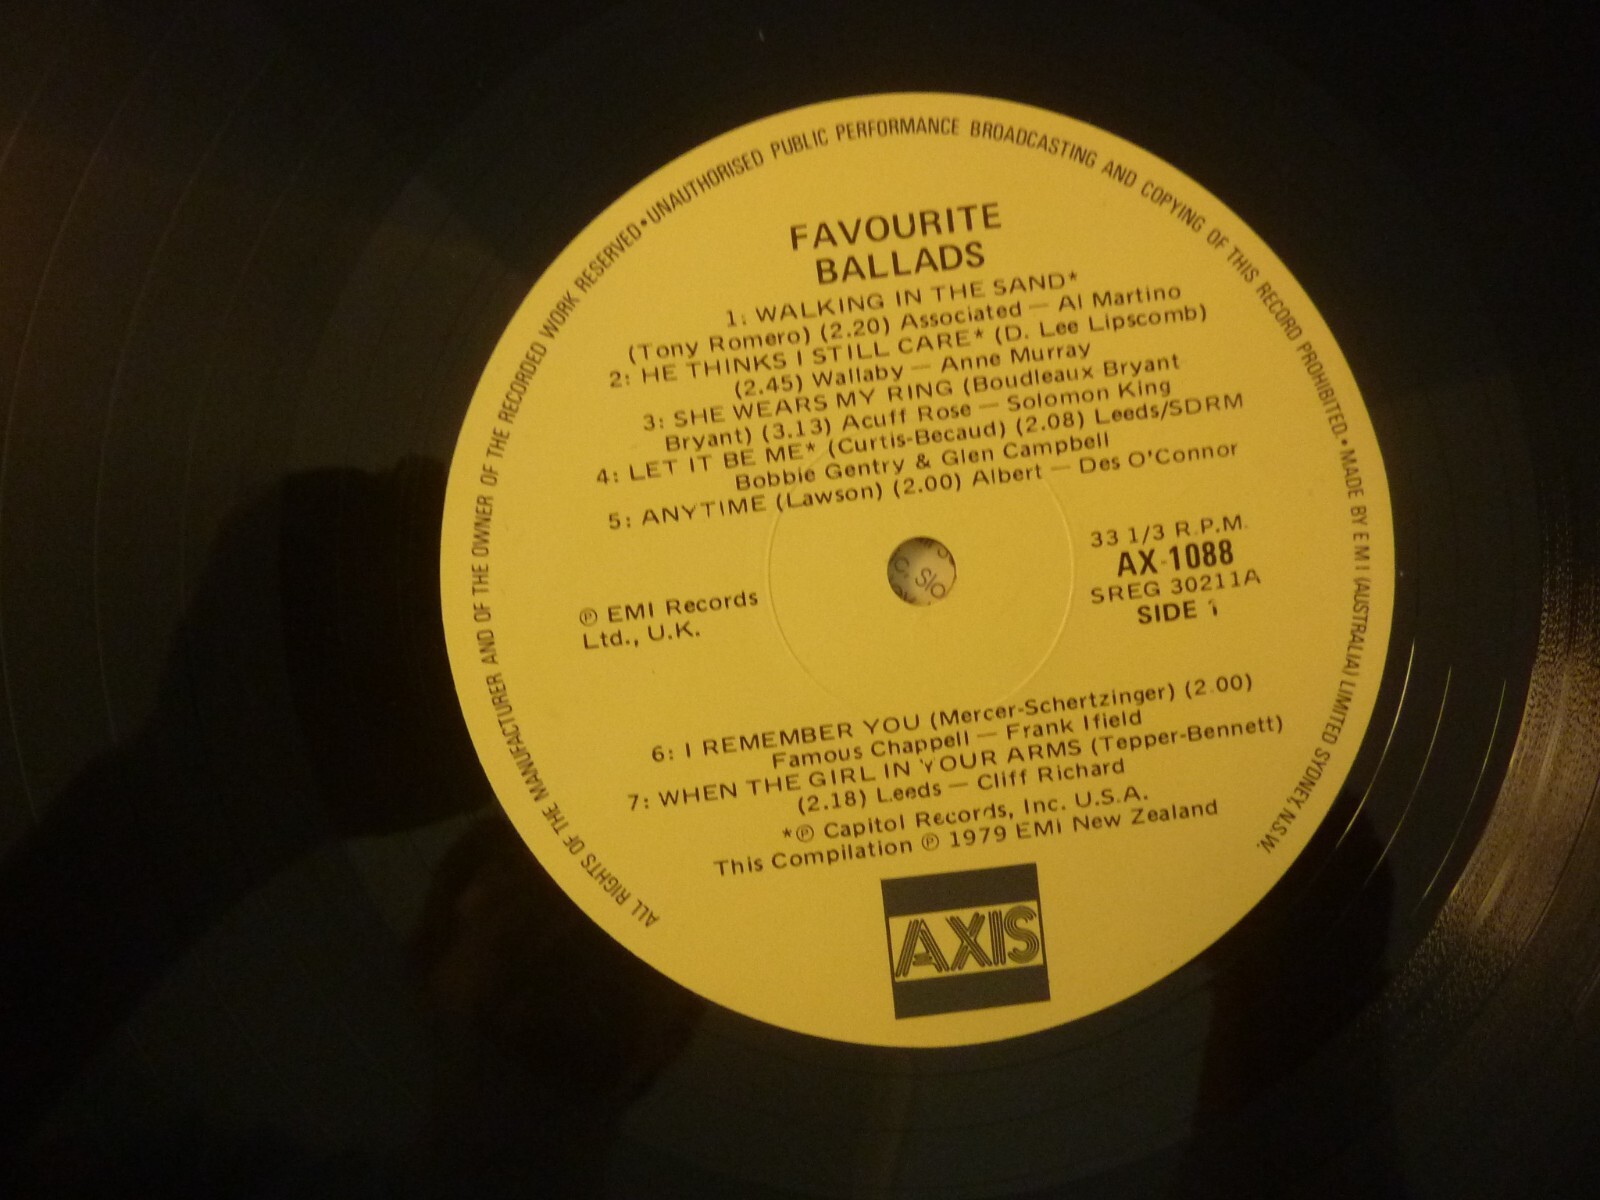 ALL RIGHTS OF THE MANUFACTURER AND OF THE OWNER OF THE RECORDED WORK RESERVED • UNAUTHORISED PUBLIC PERFORMANCE BROADCASTING AND COPYING OF THIS RECORD PROHIBITED. • MADE BY EMI (AUSTRALIA) LIMITED SYDNEY, N.S.W.
FAVOURITE
BALLADS
1: WALKING IN THE SAND*
(Tony Romero) (2.20) Associated — Al Martino
2: HE THINKS I STILL CARE* (D. Lee Lipscomb)
(2.45) Wallaby — Anne Murray
3: SHE WEARS MY RING (Boudleaux Bryant
Bryant) (3.13) Acuff Rose — Solomon King
4: LET IT BE ME* (Curtis-Becaud) (2.08) Leeds/SDRM
Bobbie Gentry & Glen Campbell
5: ANYTIME (Lawson) (2.00) Albert — Des O'Connor
33 1/3 R.P.M.
AX-1088
SREG 30211A
SIDE 1
℗ EMI Records
Ltd., U.K.
6: I REMEMBER YOU (Mercer-Schertzinger) (2.00)
Famous Chappell — Frank Ifield
7: WHEN THE GIRL IN YOUR ARMS (Tepper-Bennett)
(2.18) Leeds — Cliff Richard
*℗ Capitol Records, Inc. U.S.A.
This Compilation ℗ 1979 EMI New Zealand
AXIS